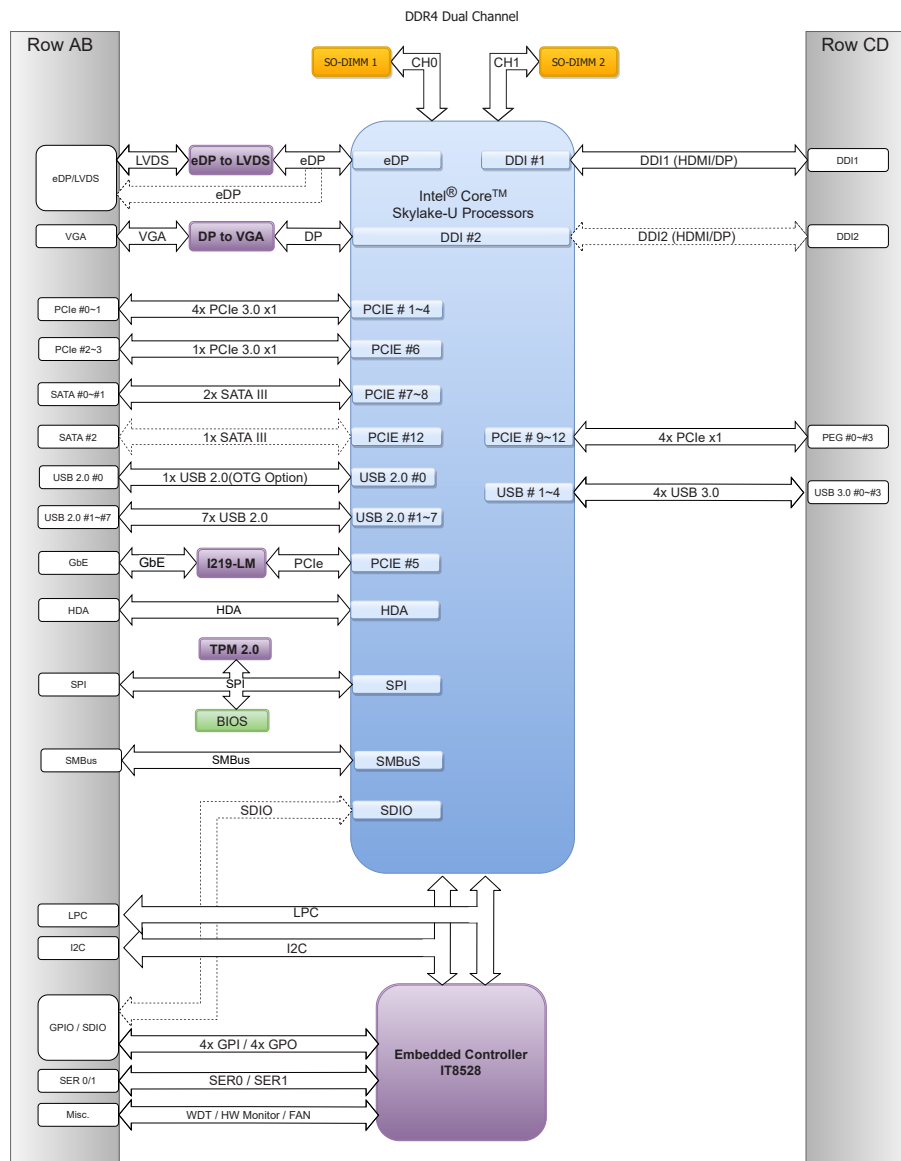 DDR4 Dual Channel
Row AB
Row CD
SO-DIMM 1
CH0
CH1
SO-DIMM 2
eDP/LVDS
LVDS
eDP to LVDS
eDP
eDP
DDI #1
DDI1 (HDMI/DP)
DDI1
eDP
Intel® Core™
Skylake-U Processors
VGA
VGA
DP to VGA
DP
DDI #2
DDI2 (HDMI/DP)
DDI2
PCIe #0~1
4x PCIe 3.0 x1
PCIE # 1~4
PCIe #2~3
1x PCIe 3.0 x1
PCIE #6
SATA #0~#1
2x SATA III
PCIE #7~8
SATA #2
1x SATA III
PCIE #12
PCIE # 9~12
4x PCIe x1
PEG #0~#3
USB 2.0 #0
1x USB 2.0(OTG Option)
USB 2.0 #0
USB # 1~4
4x USB 3.0
USB 3.0 #0~#3
USB 2.0 #1~#7
7x USB 2.0
USB 2.0 #1~7
GbE
GbE
I219-LM
PCIe
PCIE #5
HDA
HDA
HDA
TPM 2.0
SPI
SPI
SPI
BIOS
SMBus
SMBus
SMBuS
SDIO
SDIO
LPC
LPC
I2C
I2C
GPIO / SDIO
4x GPI / 4x GPO
Embedded Controller
IT8528
SER 0/1
SER0 / SER1
Misc.
WDT / HW Monitor / FAN